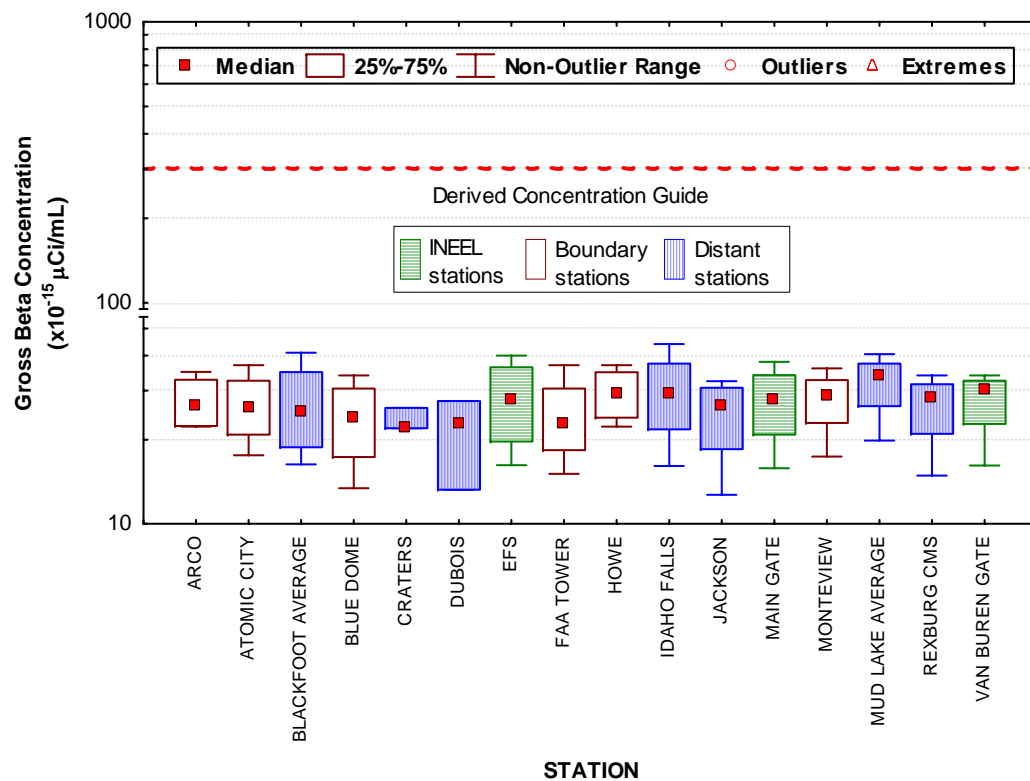 1000
Median 25%-75% Non-Outlier Range Outliers Extremes
Derived Concentration Guide
INEEL stations
Boundary stations
Distant stations
100
10
Gross Beta Concentration
(x10⁻¹⁵ µCi/mL)
ARCO
ATOMIC CITY
BLACKFOOT AVERAGE
BLUE DOME
CRATERS
DUBOIS
EFS
FAA TOWER
HOWE
IDAHO FALLS
JACKSON
MAIN GATE
MONTEVIEW
MUD LAKE AVERAGE
REXBURG CMS
VAN BUREN GATE
STATION